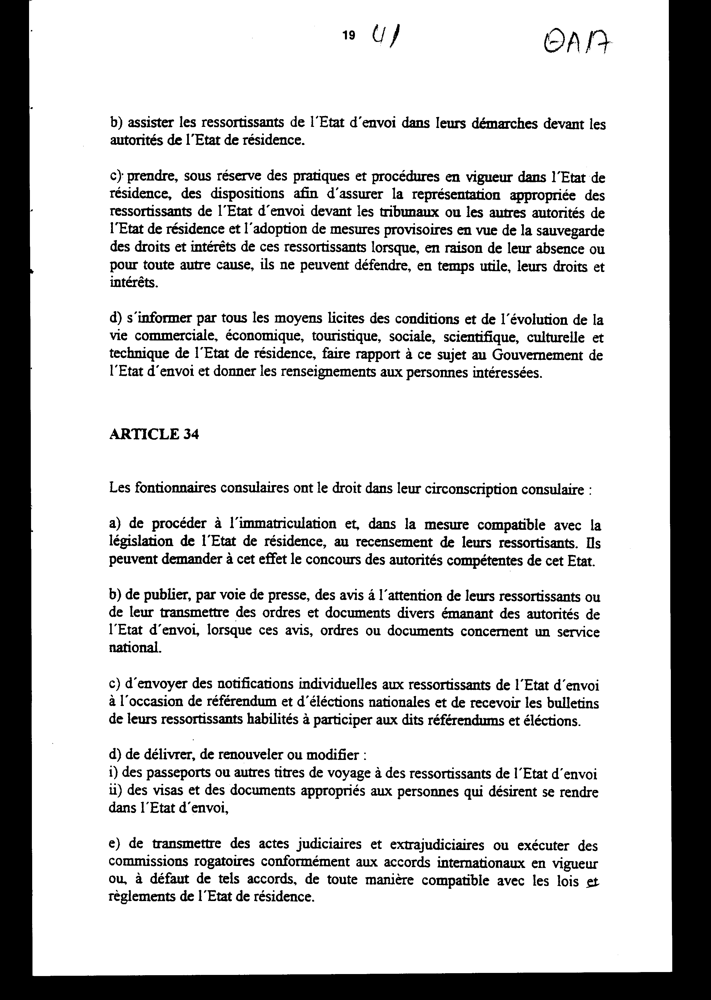 19 41
b) assister les ressortissants de l´Etat d´envoi dans leurs démarches devant les
autorités de l´Etat de résidence.
c) prendre, sous réserve des pratiques et procédures en vigueur dans l´Etat de
résidence, des dispositions afin d´assurer la représentation appropriée des
ressortissants de l´Etat d´envoi devant les tribunaux ou les autres autorités de
l´Etat de résidence et l´adoption de mesures provisoires en vue de la sauvegarde
des droits et intérêts de ces ressortissants lorsque, en raison de leur absence ou
pour toute autre cause, ils ne peuvent défendre, en temps utile, leurs droits et
intérêts.
d) s´informer par tous les moyens licites des conditions et de l´évolution de la
vie commerciale, économique, touristique, sociale, scientifique, culturelle et
technique de l´Etat de résidence, faire rapport à ce sujet au Gouvernement de
l´Etat d´envoi et donner les renseignements aux personnes intéressées.
ARTICLE 34
Les fontionnaires consulaires ont le droit dans leur circonscription consulaire :
a) de procéder à l´immatriculation et, dans la mesure compatible avec la
législation de l´Etat de résidence, au recensement de leurs ressortisants. Ils
peuvent demander à cet effet le concours des autorités compétentes de cet Etat.
b) de publier, par voie de presse, des avis á l´attention de leurs ressortissants ou
de leur transmettre des ordres et documents divers émanant des autorités de
l´Etat d´envoi, lorsque ces avis, ordres ou documents concernent un service
national.
c) d´envoyer des notifications individuelles aux ressortissants de l´Etat d´envoi
à l´occasion de référendum et d´éléctions nationales et de recevoir les bulletins
de leurs ressortissants habilités à participer aux dits référendums et éléctions.
d) de délivrer, de renouveler ou modifier :
i) des passeports ou autres titres de voyage à des ressortissants de l´Etat d´envoi
ii) des visas et des documents appropriés aux personnes qui désirent se rendre
dans l´Etat d´envoi,
e) de transmettre des actes judiciaires et extrajudiciaires ou exécuter des
commissions rogatoires conformément aux accords internationaux en vigueur
ou, à défaut de tels accords, de toute manière compatible avec les lois et
règlements de l´Etat de résidence.